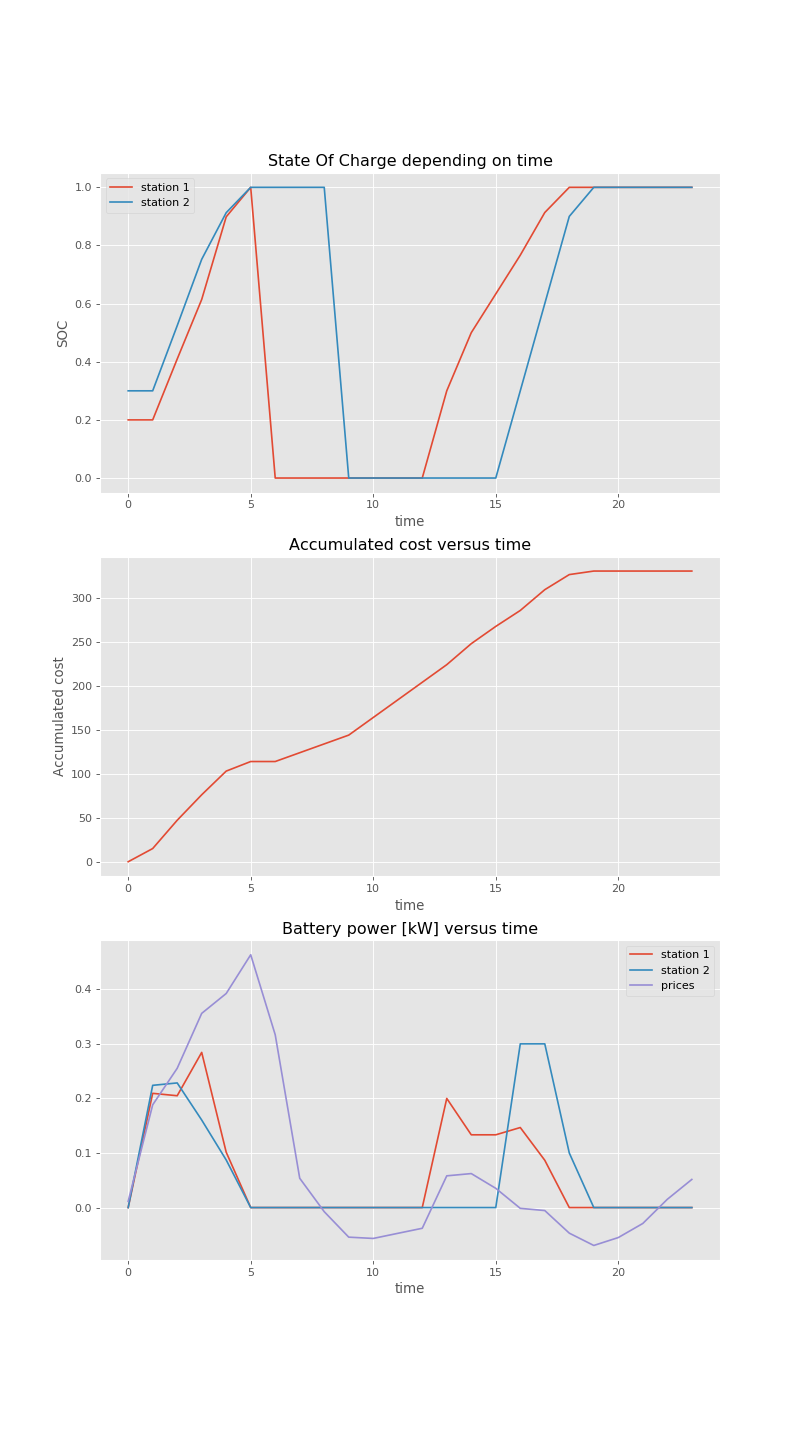 State Of Charge depending on time
station 1
station 2
1.0
0.8
0.6
0.4
0.2
0.0
SOC
0 5 10 15 20
time
Accumulated cost versus time
300
250
200
150
100
50
0
Accumulated cost
0 5 10 15 20
time
Battery power [kW] versus time
station 1
station 2
prices
0.4
0.3
0.2
0.1
0.0
0 5 10 15 20
time